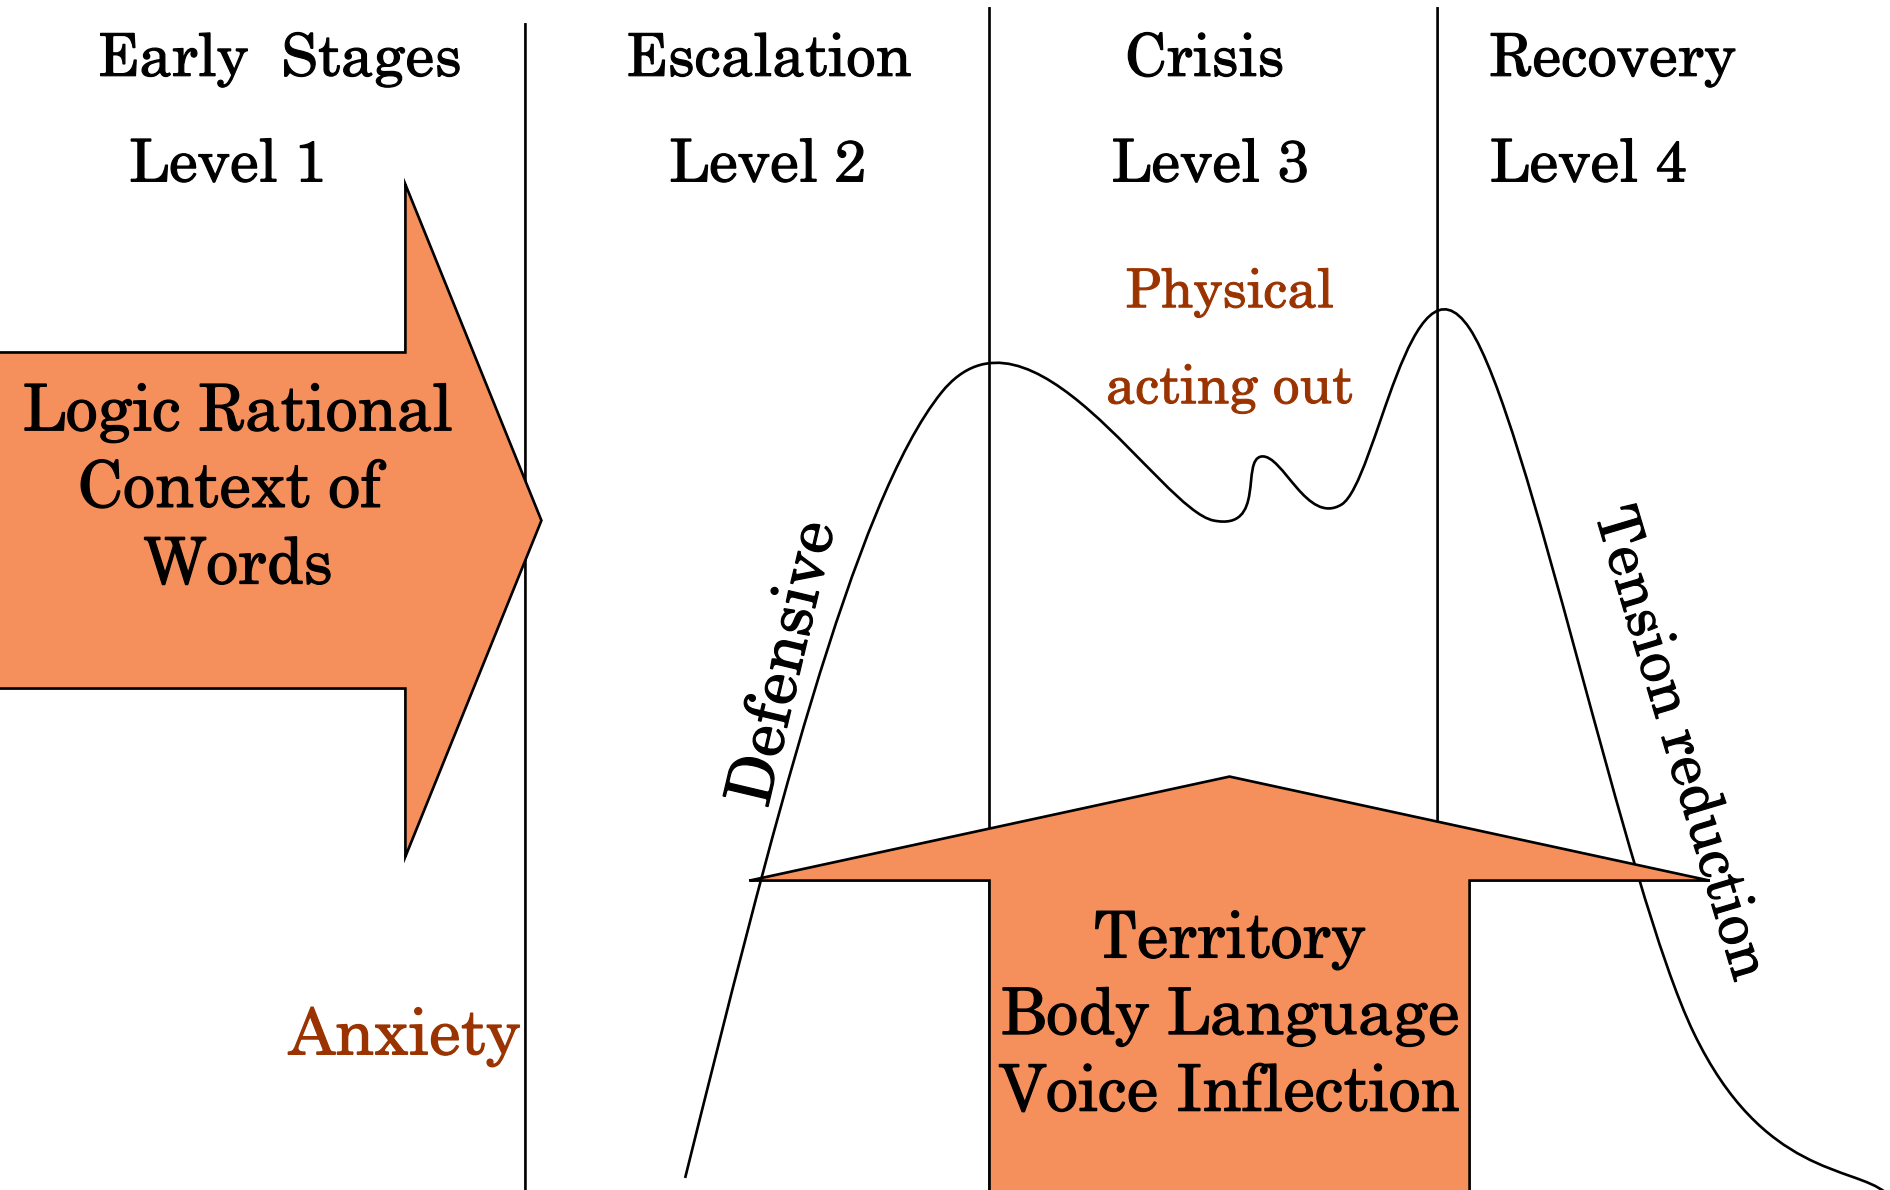 Early Stages
Level 1
Escalation
Level 2
Crisis
Level 3
Recovery
Level 4
Logic Rational
Context of
Words
Anxiety
Defensive
Physical
acting out
Territory
Body Language
Voice Inflection
Tension reduction